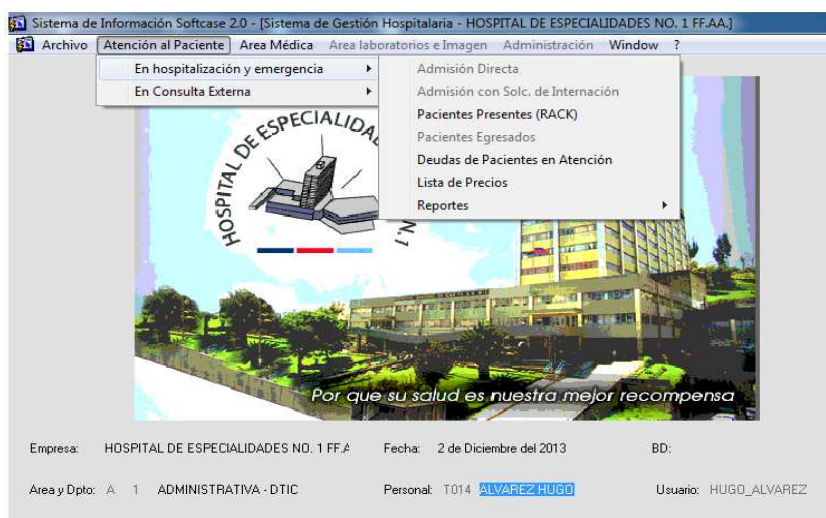 Sistema de Información Softcase 2.0 - [Sistema de Gestión Hospitalaria - HOSPITAL DE ESPECIALIDADES NO. 1 FF.AA.]
Archivo Atención al Paciente Area Médica Area laboratorios e Imagen Administración Window ?
En hospitalización y emergencia
En Consulta Externa
Admisión Directa
Admisión con Solc. de Internación
Pacientes Presentes (RACK)
Pacientes Egresados
Deudas de Pacientes en Atención
Lista de Precios
Reportes
HOSPITAL DE ESPECIALIDA
N.1
Por que su salud es nuestra mejor recompensa
Empresa: HOSPITAL DE ESPECIALIDADES NO. 1 FF.A Fecha: 2 de Diciembre del 2013 BD:
Area y Dpto: A 1 ADMINISTRATIVA - DTIC Personal: T014 ALVAREZ HUGO Usuario: HUGO_ALVAREZ